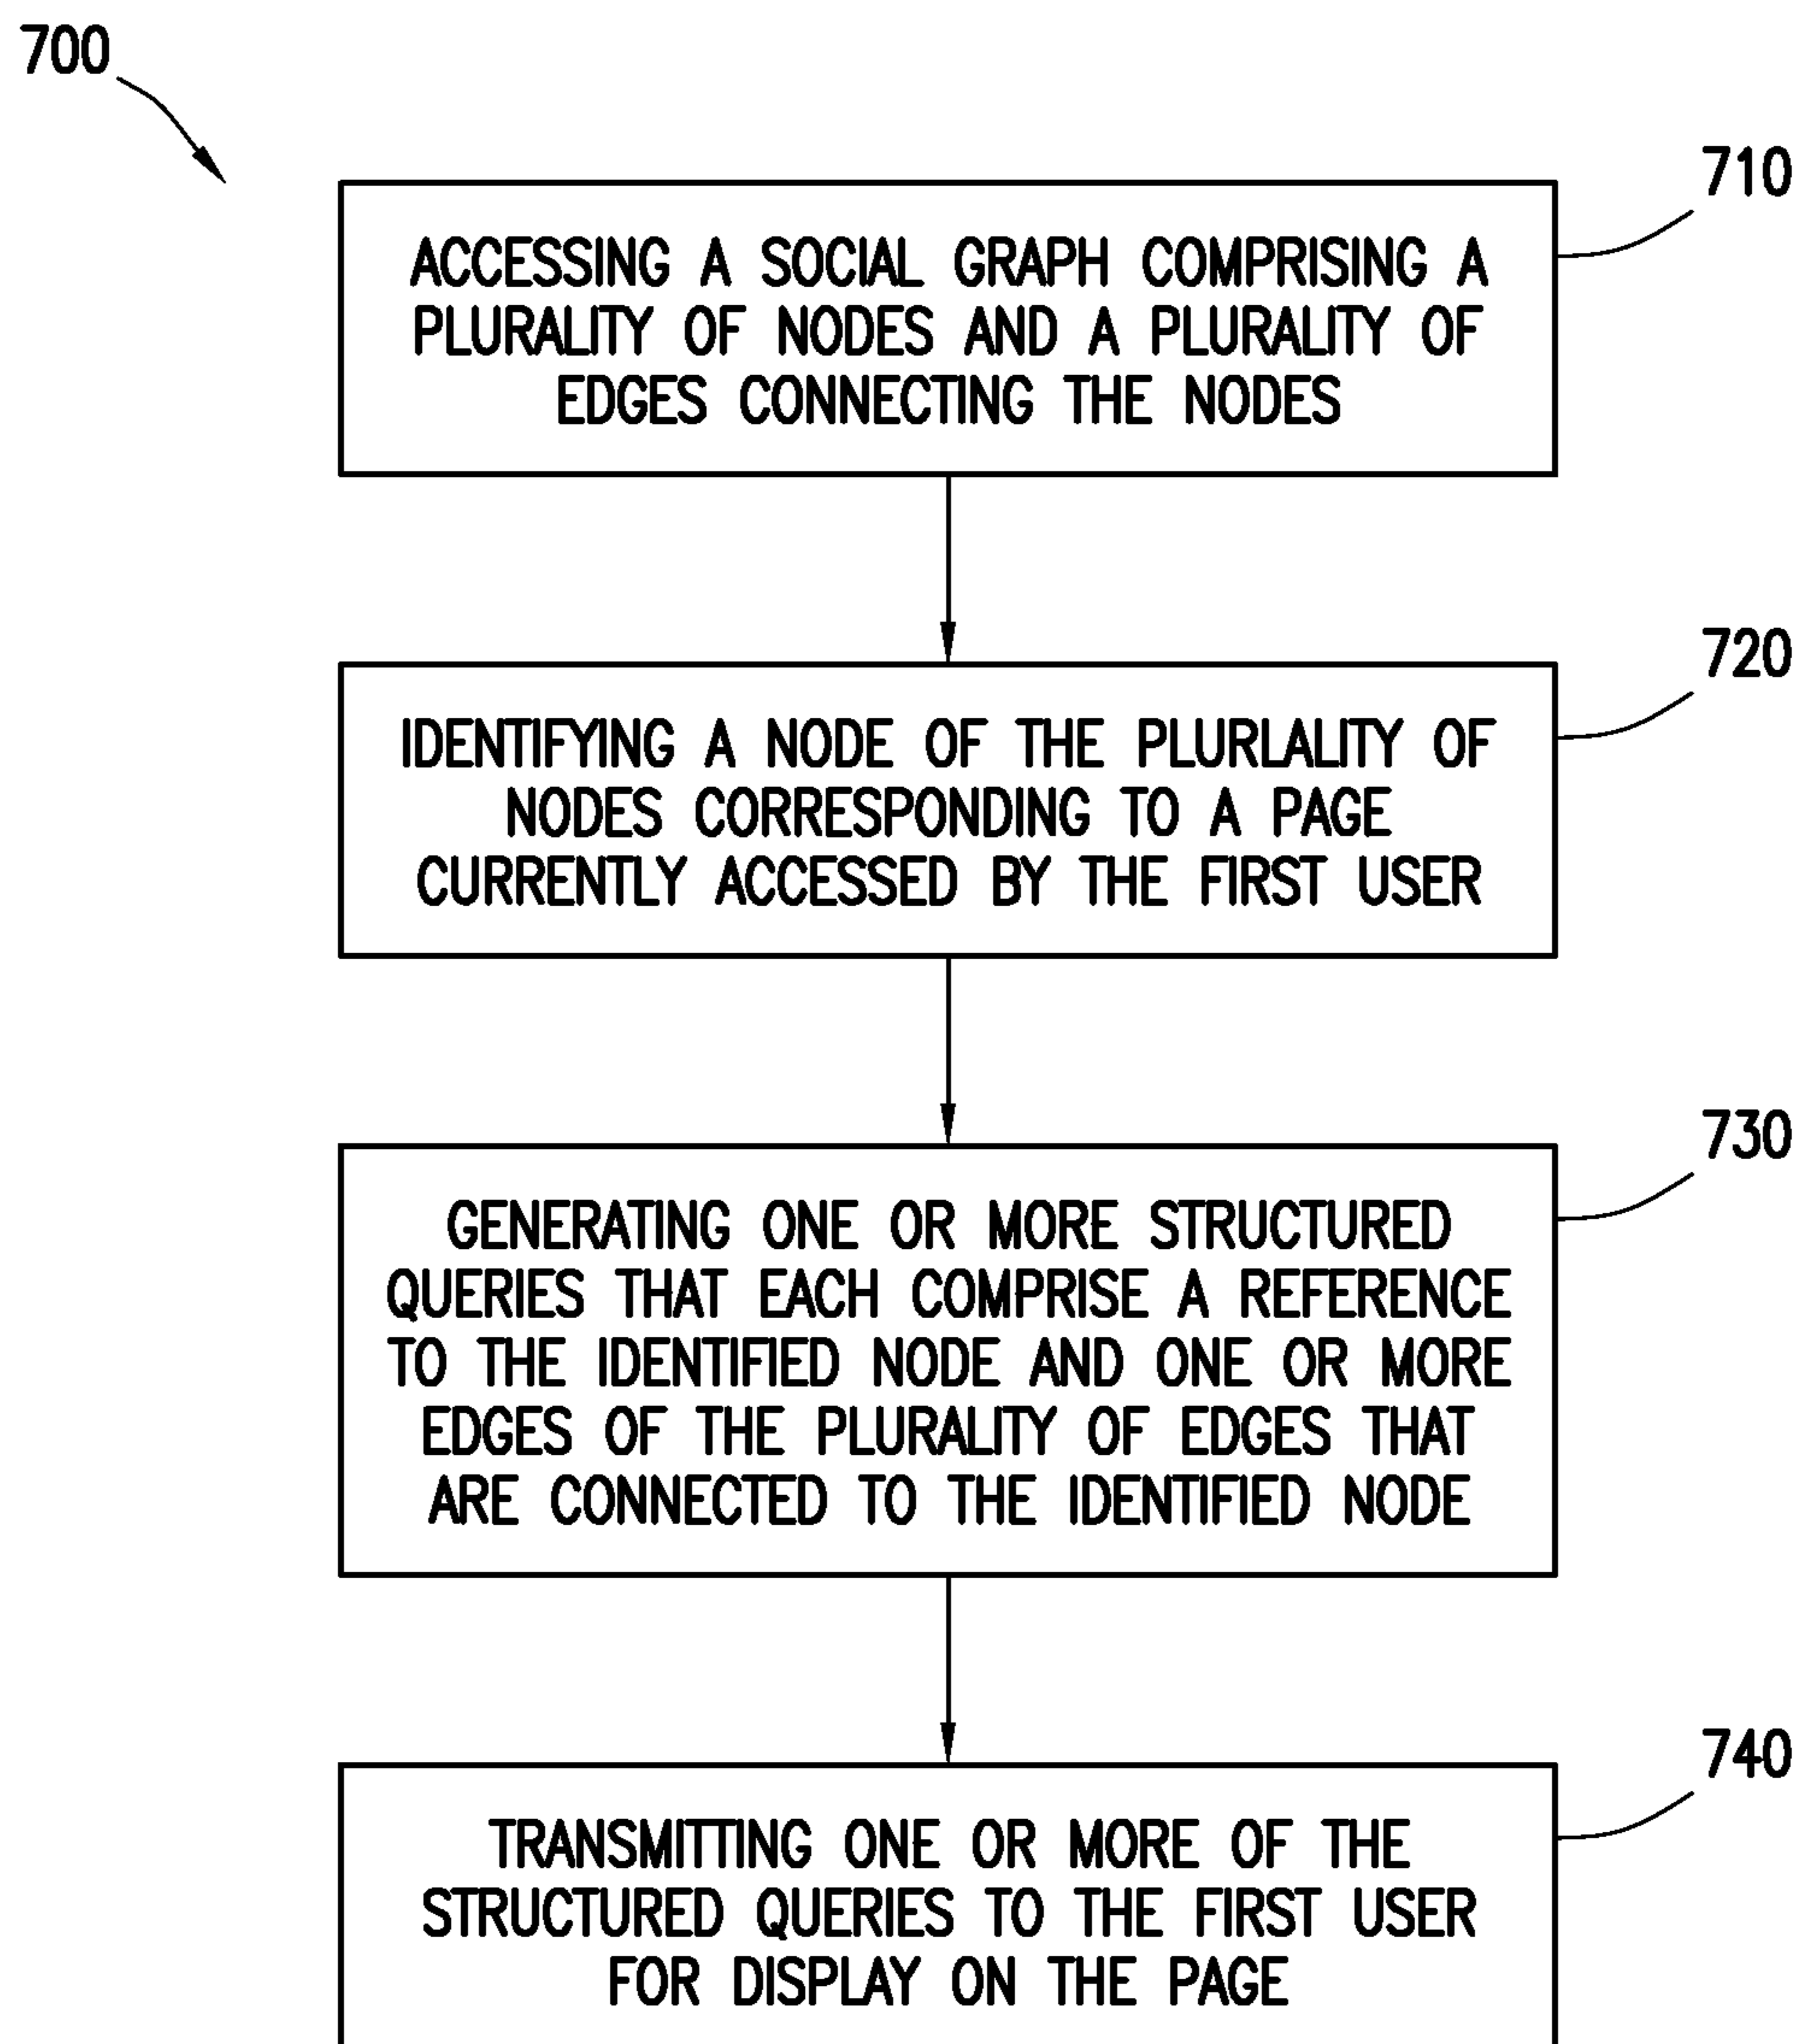 700
710
ACCESSING A SOCIAL GRAPH COMPRISING A
PLURALITY OF NODES AND A PLURALITY OF
EDGES CONNECTING THE NODES
720
IDENTIFYING A NODE OF THE PLURLALITY OF
NODES CORRESPONDING TO A PAGE
CURRENTLY ACCESSED BY THE FIRST USER
730
GENERATING ONE OR MORE STRUCTURED
QUERIES THAT EACH COMPRISE A REFERENCE
TO THE IDENTIFIED NODE AND ONE OR MORE
EDGES OF THE PLURALITY OF EDGES THAT
ARE CONNECTED TO THE IDENTIFIED NODE
740
TRANSMITTING ONE OR MORE OF THE
STRUCTURED QUERIES TO THE FIRST USER
FOR DISPLAY ON THE PAGE